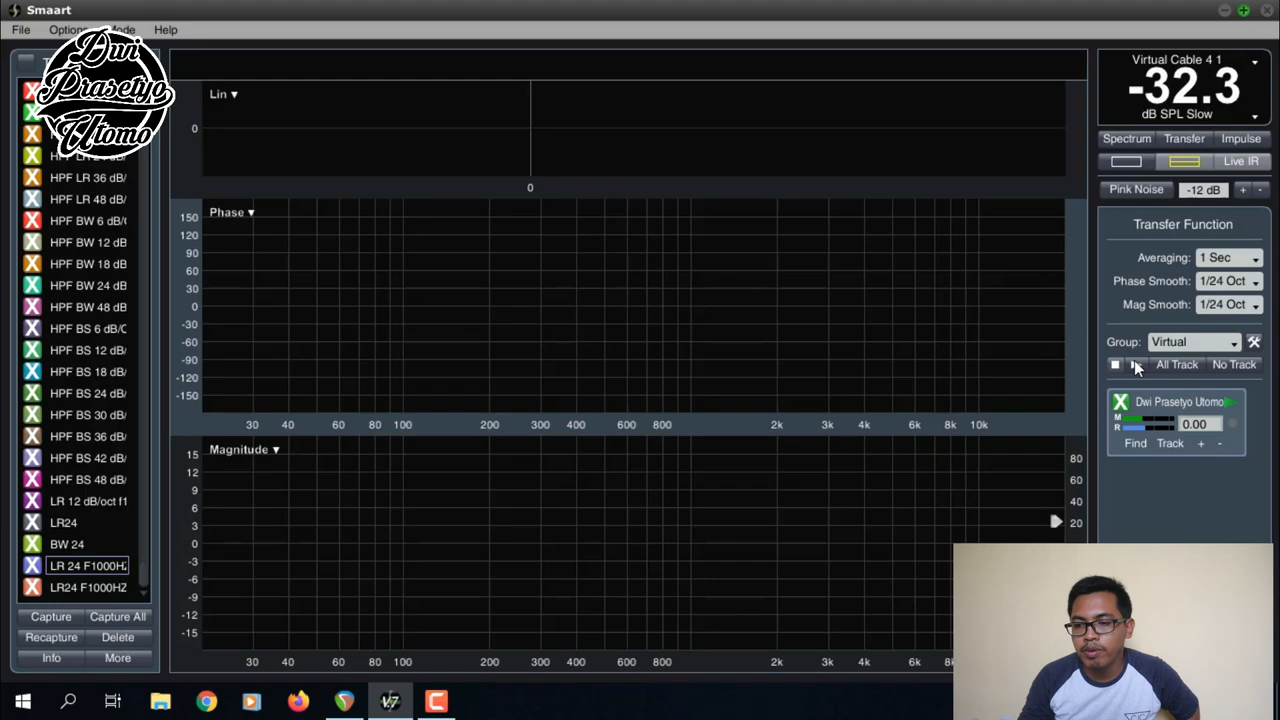 Smaart
File Options Mode Help
Dwi
Prasetyo
Utomo
HPF LR 36 dB/
HPF LR 48 dB/
HPF BW 6 dB/
HPF BW 12 dB
HPF BW 18 dB
HPF BW 24 dB
HPF BW 48 dB
HPF BS 6 dB/O
HPF BS 12 dB/
HPF BS 18 dB/
HPF BS 24 dB/
HPF BS 30 dB/
HPF BS 36 dB/
HPF BS 42 dB/
HPF BS 48 dB/
LR 12 dB/oct f1
LR24
BW 24
LR 24 F1000H
LR24 F1000HZ
Capture Capture All
Recapture Delete
Info More
Lin
0
0
Phase
150
120
90
60
30
0
-30
-60
-90
-120
-150
30 40 60 80 100 200 300 400 600 800 2k 3k 4k 6k 8k 10k
Magnitude
15
12
9
6
3
0
-3
-6
-9
-12
-15
80
60
40
20
30 40 60 80 100 200 300 400 600 800 2k 3k 4k 6k
Virtual Cable 4 1
-32.3
dB SPL Slow
Spectrum Transfer Impulse
Live IR
Pink Noise -12 dB + -
Transfer Function
Averaging: 1 Sec
Phase Smooth: 1/24 Oct
Mag Smooth: 1/24 Oct
Group: Virtual
All Track No Track
Dwi Prasetyo Utomo
M
R
0.00
Find Track + -
V7